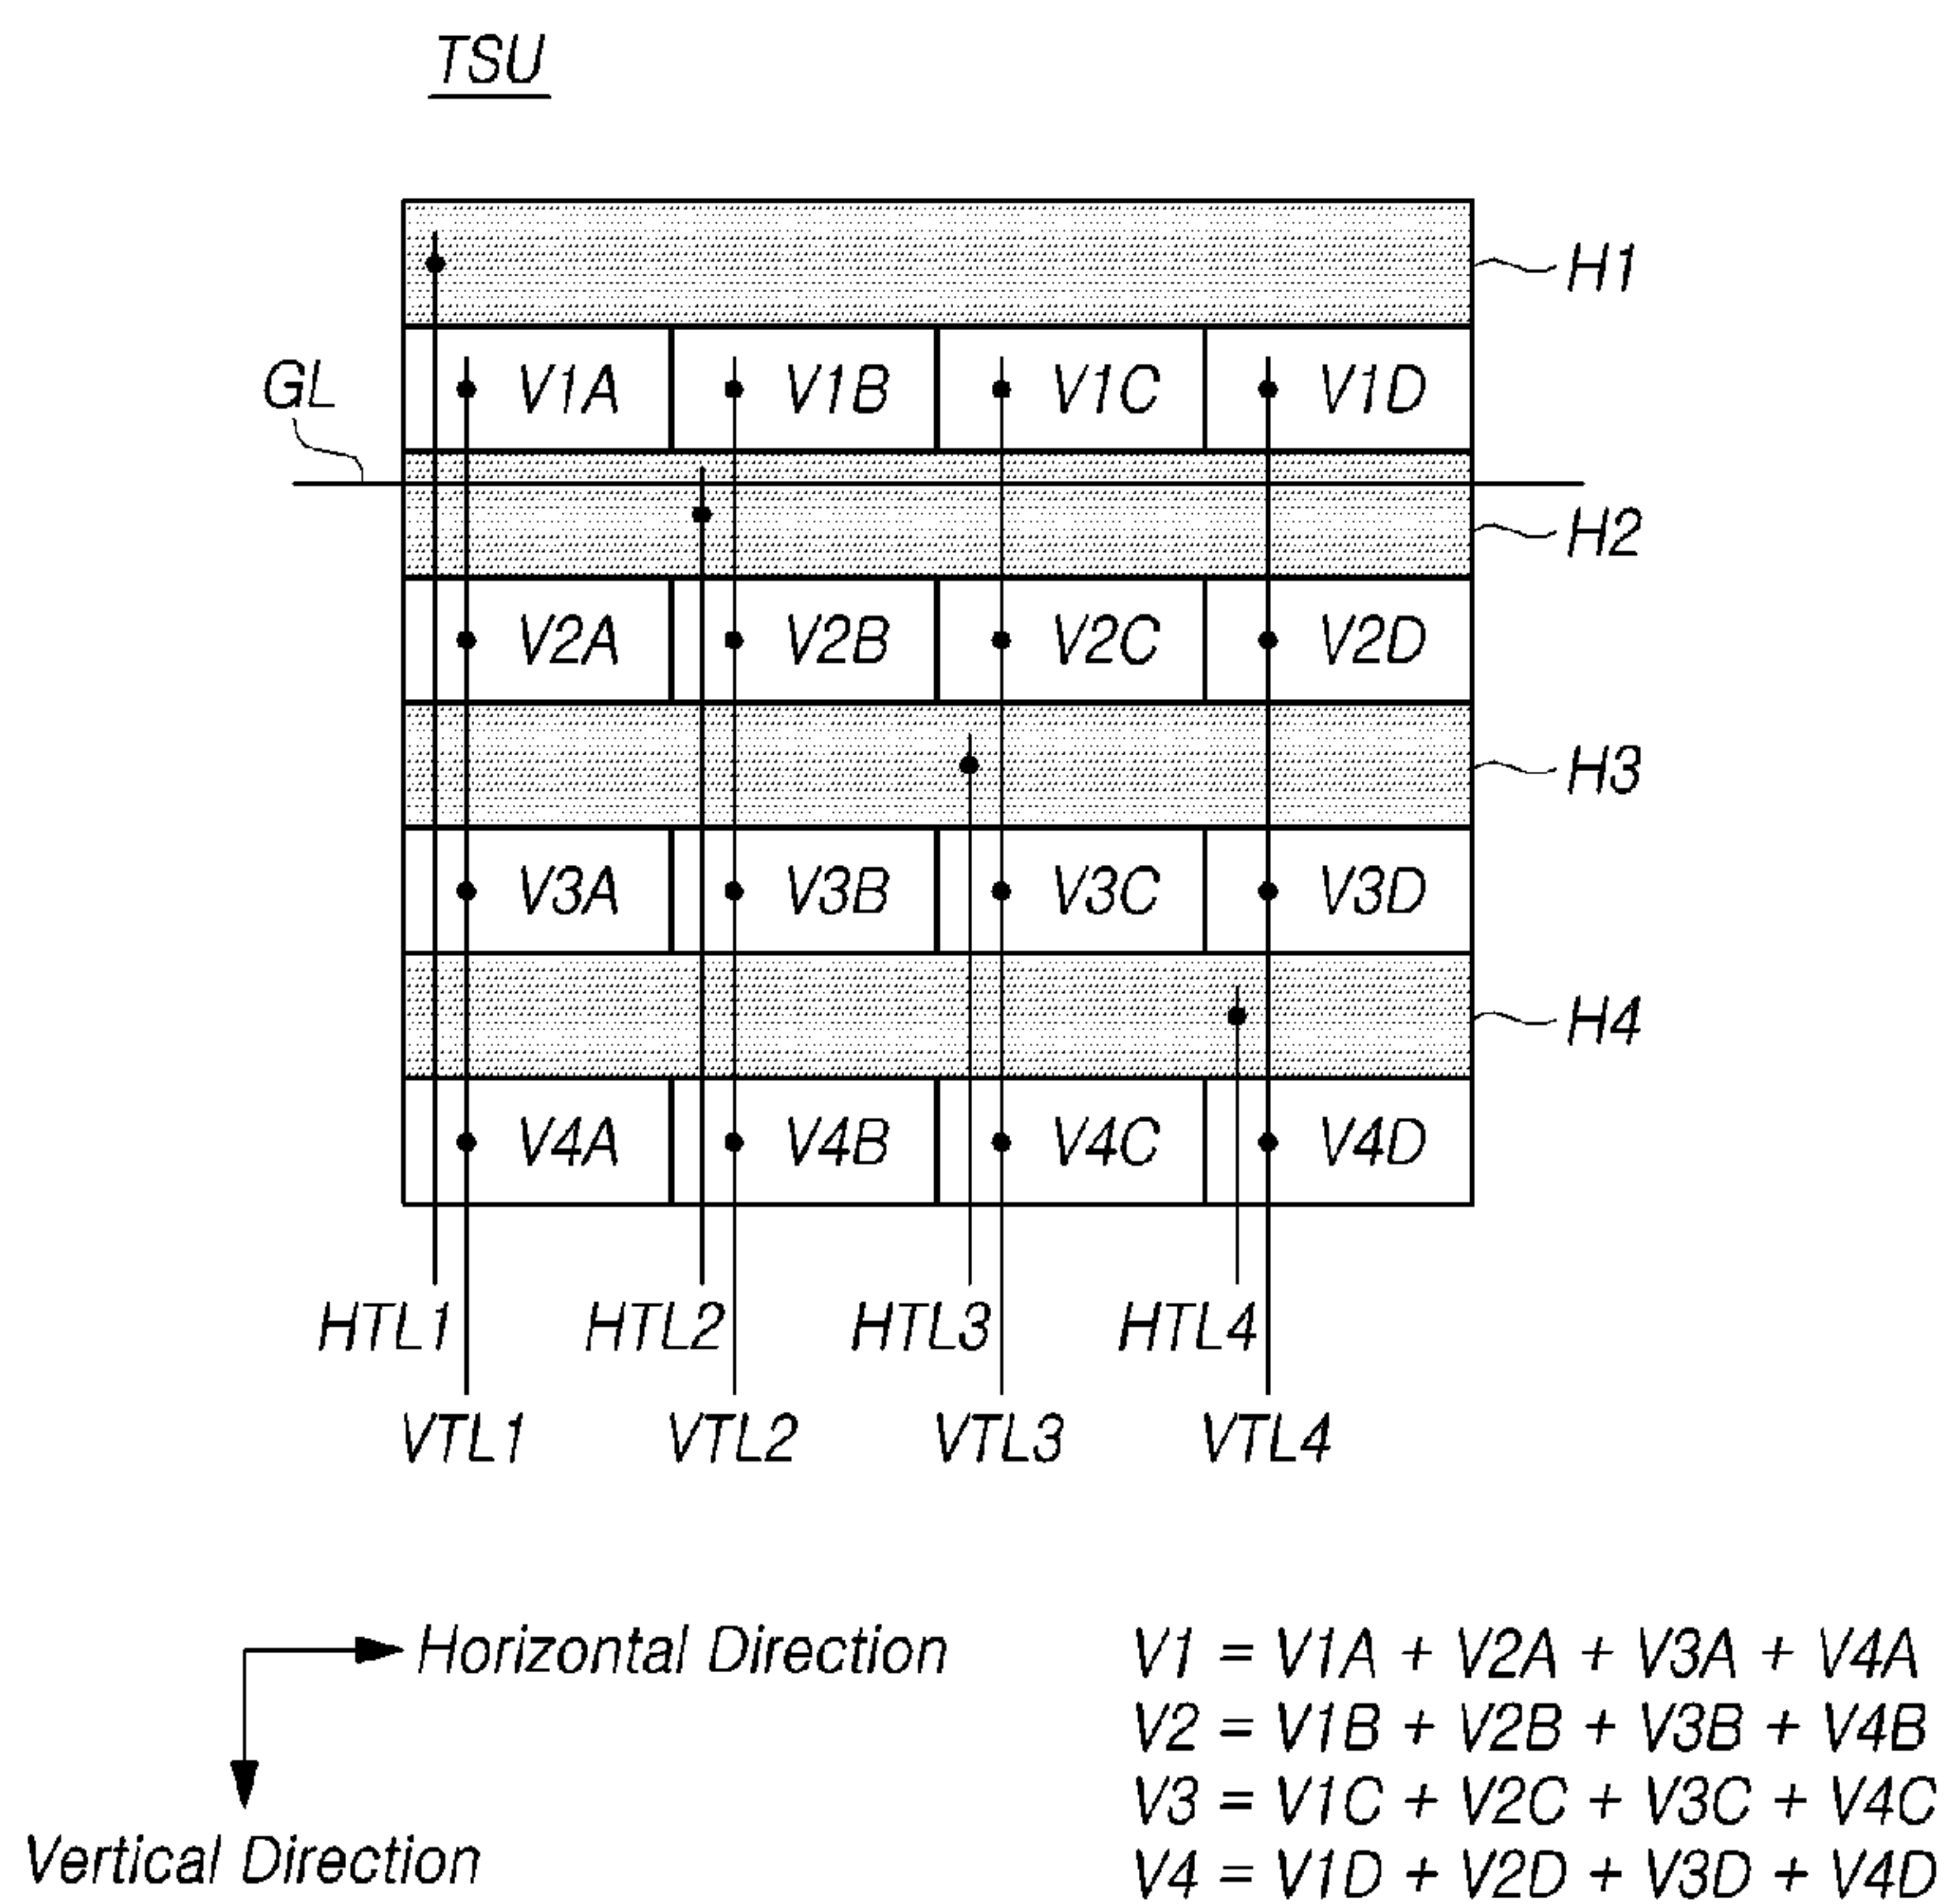 TSU
H1
GL
V1A V1B V1C V1D
H2
V2A V2B V2C V2D
H3
V3A V3B V3C V3D
H4
V4A V4B V4C V4D
HTL1 HTL2 HTL3 HTL4
VTL1 VTL2 VTL3 VTL4
Horizontal Direction
Vertical Direction
V1 = V1A + V2A + V3A + V4A
V2 = V1B + V2B + V3B + V4B
V3 = V1C + V2C + V3C + V4C
V4 = V1D + V2D + V3D + V4D